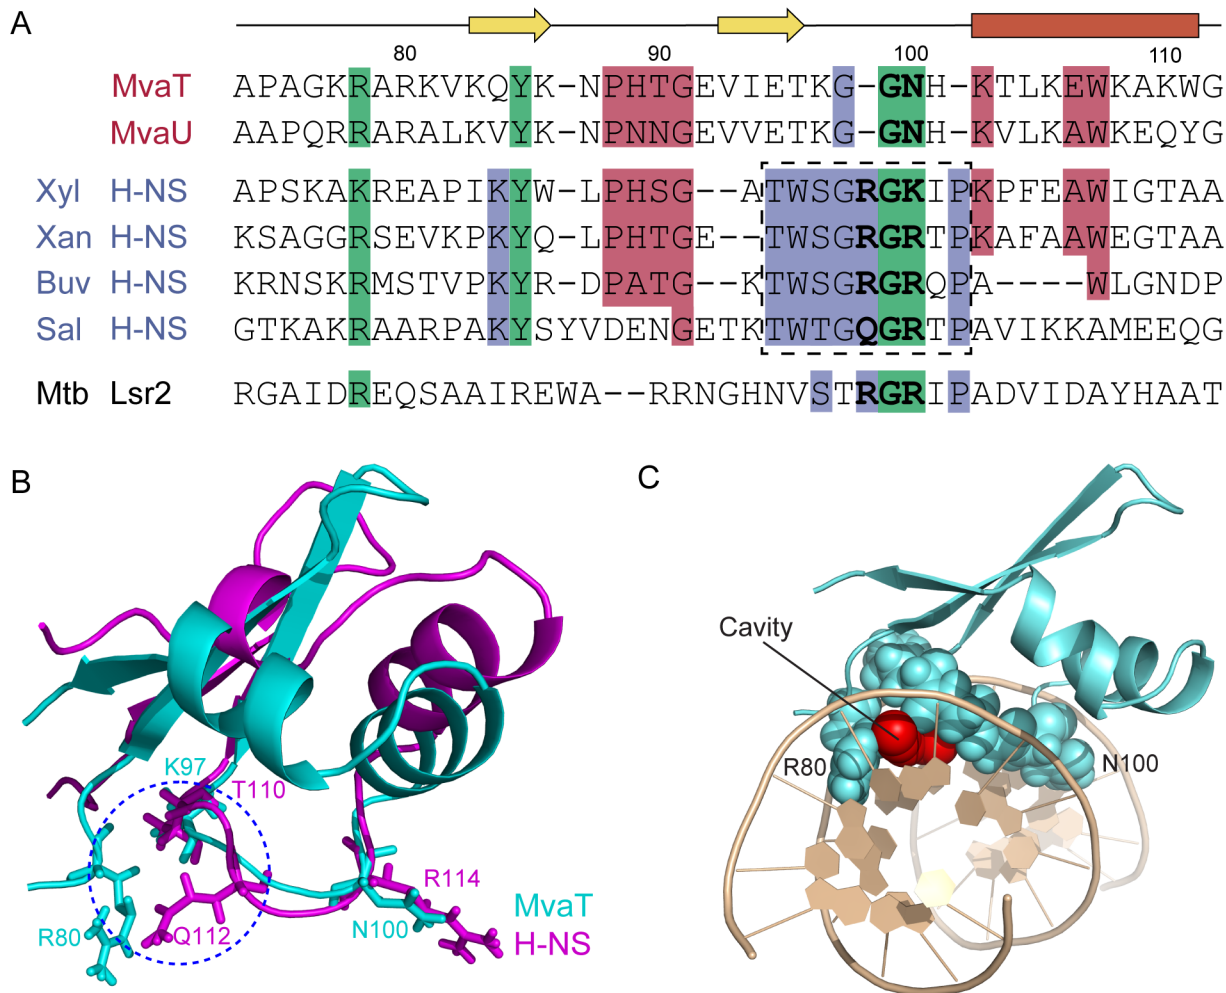 A
80 90 100 110
MvaT APAGKRARKVKQYK-NPHTGEVIETKG-GNH-KTLKEWKAKWG
MvaU AAPQRRARALKVYK-NPNNGEVVETKG-GNH-KVLKAWKEQYG
Xyl H-NS APSKAKREAPIKYW-LPHSG--ATWSGRGKIPKPFEAWIGTAA
Xan H-NS KSAGGRSEVKPKYQ-LPHTGE--TWSGRGRTPKAFAAWEGTAA
Buv H-NS KRNSKRMSTVPKYR-DPATG--KTWSGRGRQPA----WLGNDP
Sal H-NS GTKAKRAARPAKYSYVDENGETKTWTGQGRTPAVIKKAMEEQG
Mtb Lsr2 RGAIDREQSAAIREWA--RRNGHNVSTRGRIPADVIDAYHAAT
B
K97
T110
R80
Q112
N100
R114
MvaT
H-NS
C
Cavity
R80
N100